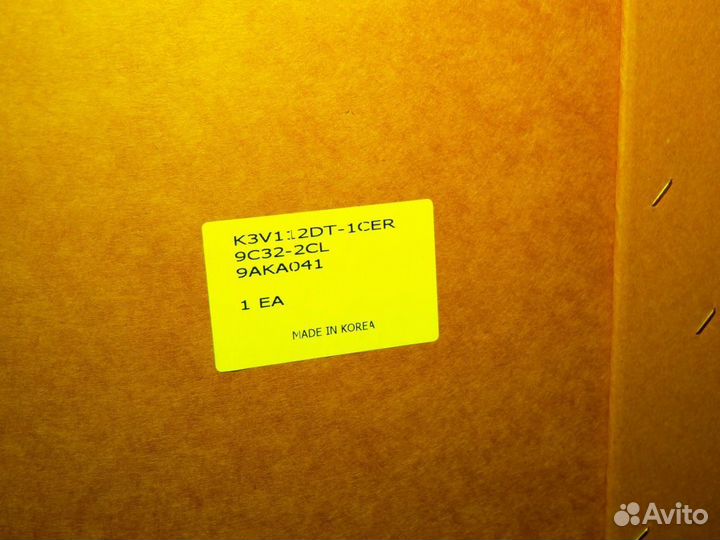 K3V112DT-1CER
9C32-2CL
9AKA041
1 EA
MADE IN KOREA
Avito